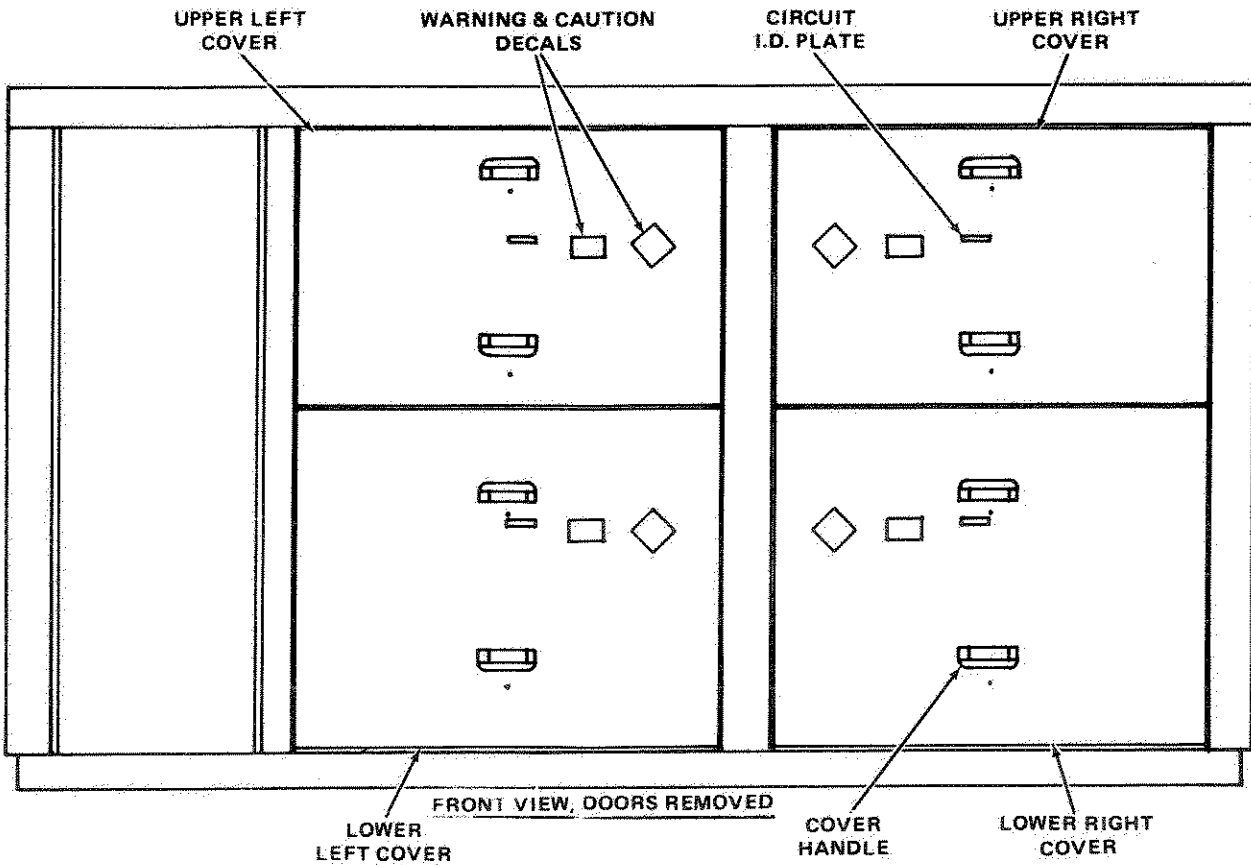 UPPER LEFT
COVER
WARNING & CAUTION
DECALS
CIRCUIT
I.D. PLATE
UPPER RIGHT
COVER
FRONT VIEW, DOORS REMOVED
LOWER
LEFT COVER
COVER
HANDLE
LOWER RIGHT
COVER